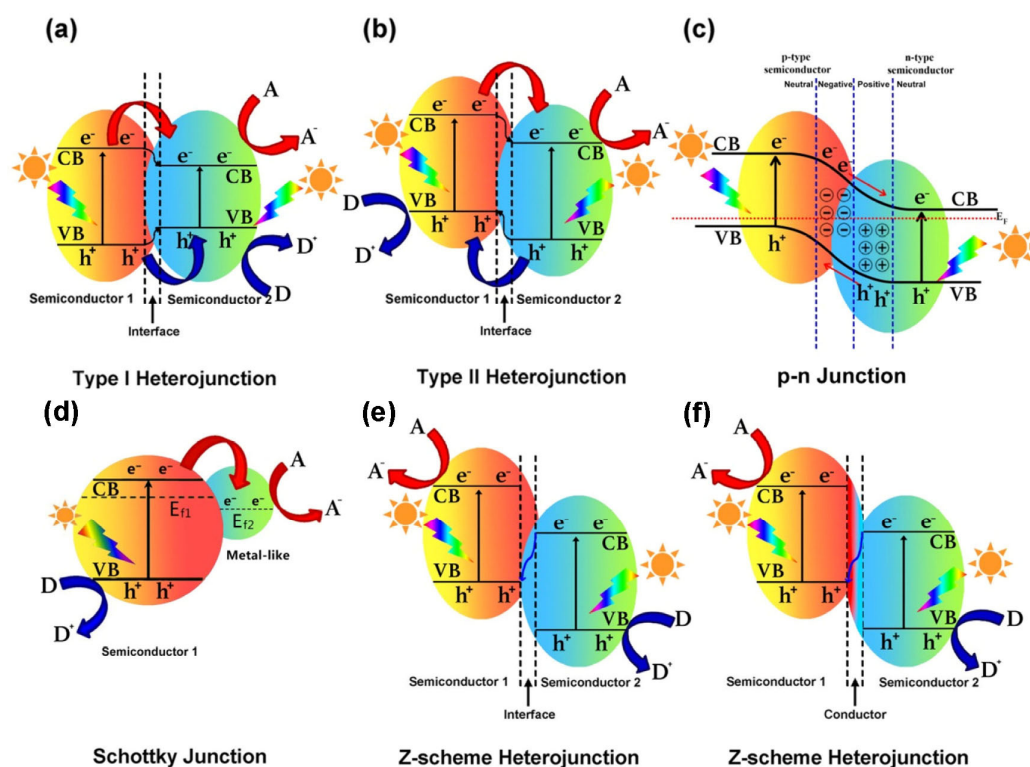 (a)
A
e⁻ e⁻
A⁻
CB
e⁻ e⁻
CB
VB
VB
h⁺ h⁺
h⁺ h⁺
D⁺
D
Semiconductor 1
Semiconductor 2
Interface
Type I Heterojunction
(b)
A
e⁻ e⁻
A⁻
CB
e⁻ e⁻
CB
D
VB
h⁺ h⁺
D⁺
VB
h⁺ h⁺
Semiconductor 1
Semiconductor 2
Interface
Type II Heterojunction
(c)
p-type
semiconductor
n-type
semiconductor
Neutral Negative Positive Neutral
CB
e⁻
e⁻ e⁻
e⁻
CB
E_F
VB
h⁺
h⁺ h⁺
h⁺
VB
p-n Junction
(d)
e⁻ e⁻
A
CB
E_f1
e⁻ e⁻
E_f2
A⁻
Metal-like
VB
D
h⁺ h⁺
D⁺
Semiconductor 1
Schottky Junction
(e)
A
A⁻
e⁻ e⁻
CB
e⁻ e⁻
CB
VB
h⁺ h⁺
VB
D
h⁺ h⁺
D⁺
Semiconductor 1
Semiconductor 2
Interface
Z-scheme Heterojunction
(f)
A
A⁻
e⁻ e⁻
CB
e⁻ e⁻
CB
VB
h⁺ h⁺
VB
D
h⁺ h⁺
D⁺
Semiconductor 1
Semiconductor 2
Conductor
Z-scheme Heterojunction